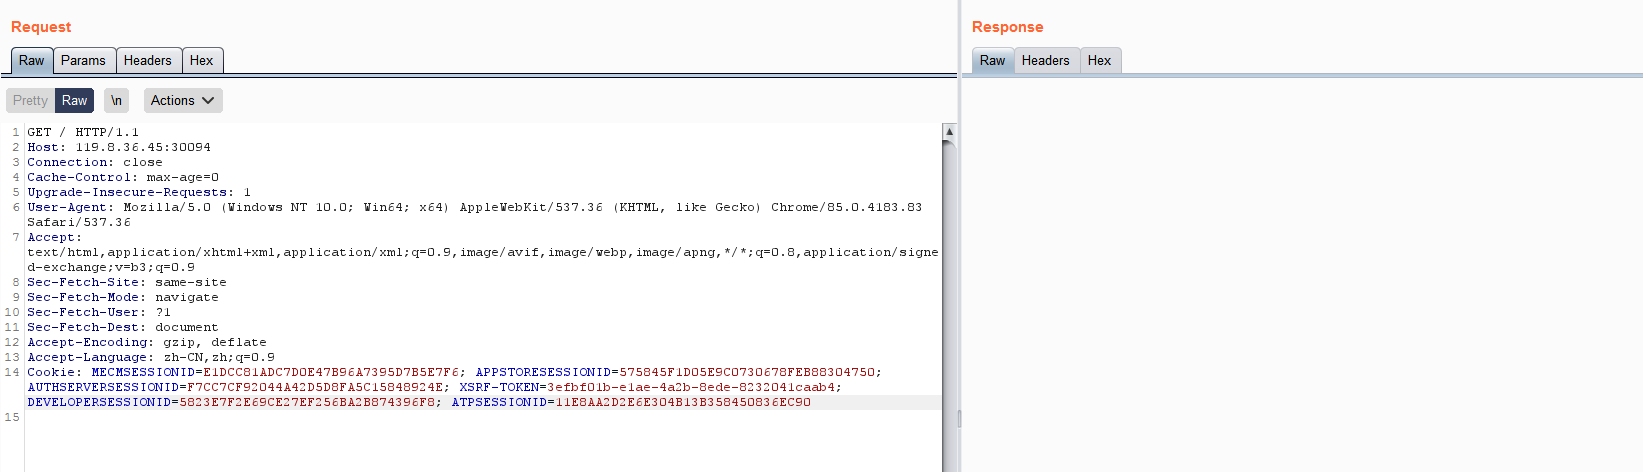 Request
Raw Params Headers Hex
Pretty Raw \n Actions
1 GET / HTTP/1.1
2 Host: 119.8.36.45:30094
3 Connection: close
4 Cache-Control: max-age=0
5 Upgrade-Insecure-Requests: 1
6 User-Agent: Mozilla/5.0 (Windows NT 10.0; Win64; x64) AppleWebKit/537.36 (KHTML, like Gecko) Chrome/85.0.4183.83
Safari/537.36
7 Accept:
text/html,application/xhtml+xml,application/xml;q=0.9,image/avif,image/webp,image/apng,*/*;q=0.8,application/signe
d-exchange;v=b3;q=0.9
8 Sec-Fetch-Site: same-site
9 Sec-Fetch-Mode: navigate
10 Sec-Fetch-User: ?1
11 Sec-Fetch-Dest: document
12 Accept-Encoding: gzip, deflate
13 Accept-Language: zh-CN,zh;q=0.9
14 Cookie: MECMSESSIONID=E1DCC81ADC7D0E47B96A7395D7B5E7F6; APPSTORESESSIONID=575845F1D05E9C0730678FEB88304750;
AUTHSERVERSESSIONID=F7CC7CF92044A42D5D8FA5C15848924E; XSRF-TOKEN=3efbf01b-e1ae-4a2b-8ede-8232041caab4;
DEVELOPERSESSIONID=5823E7F2E69CE27EF256BA2B874396F8; ATPSESSIONID=11E8AA2D2E6E304B13B358450836EC90
15
Response
Raw Headers Hex